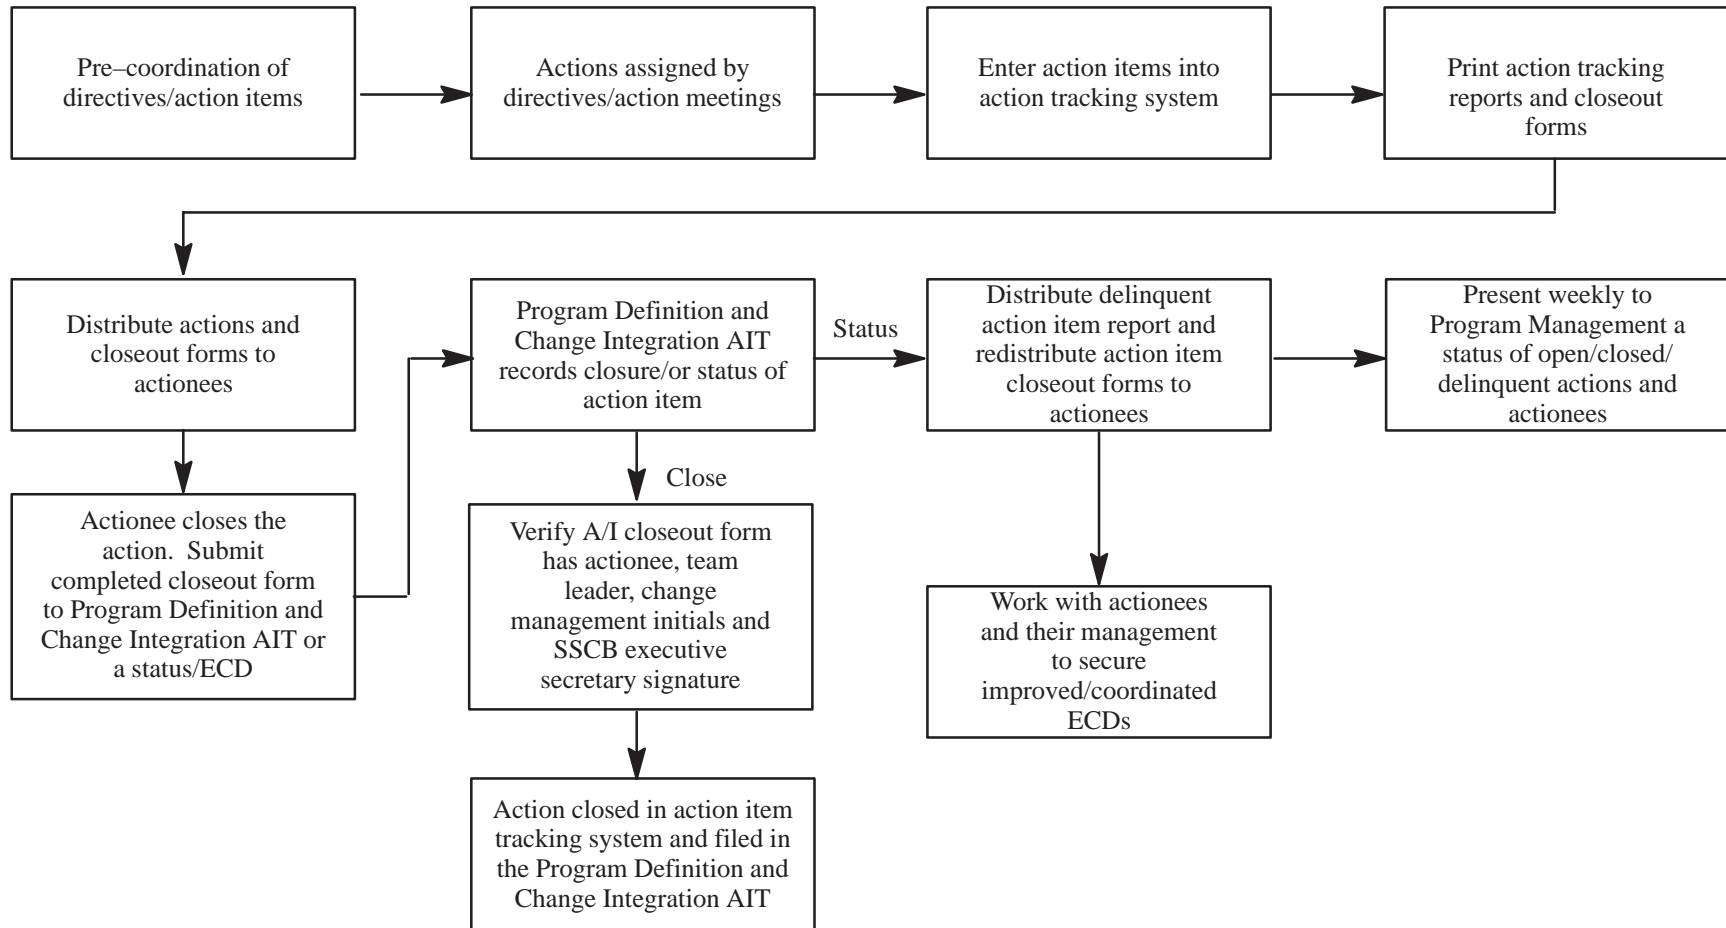 Pre–coordination of
directives/action items
Actions assigned by
directives/action meetings
Enter action items into
action tracking system
Print action tracking
reports and closeout
forms
Distribute actions and
closeout forms to
actionees
Program Definition and
Change Integration AIT
records closure/or status of
action item
Status
Distribute delinquent
action item report and
redistribute action item
closeout forms to
actionees
Present weekly to
Program Management a
status of open/closed/
delinquent actions and
actionees
Close
Actionee closes the
action.  Submit
completed closeout form
to Program Definition and
Change Integration AIT or
a status/ECD
Verify A/I closeout form
has actionee, team
leader, change
management initials and
SSCB executive
secretary signature
Work with actionees
and their management
to secure
improved/coordinated
ECDs
Action closed in action item
tracking system and filed in
the Program Definition and
Change Integration AIT